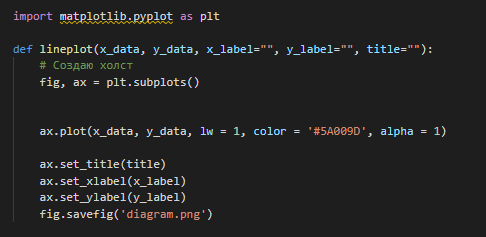 import matplotlib.pyplot as plt
def lineplot(x_data, y_data, x_label="", y_label="", title=""):
# Создаю холст
fig, ax = plt.subplots()
ax.plot(x_data, y_data, lw = 1, color = '#5A009D', alpha = 1)
ax.set_title(title)
ax.set_xlabel(x_label)
ax.set_ylabel(y_label)
fig.savefig('diagram.png')